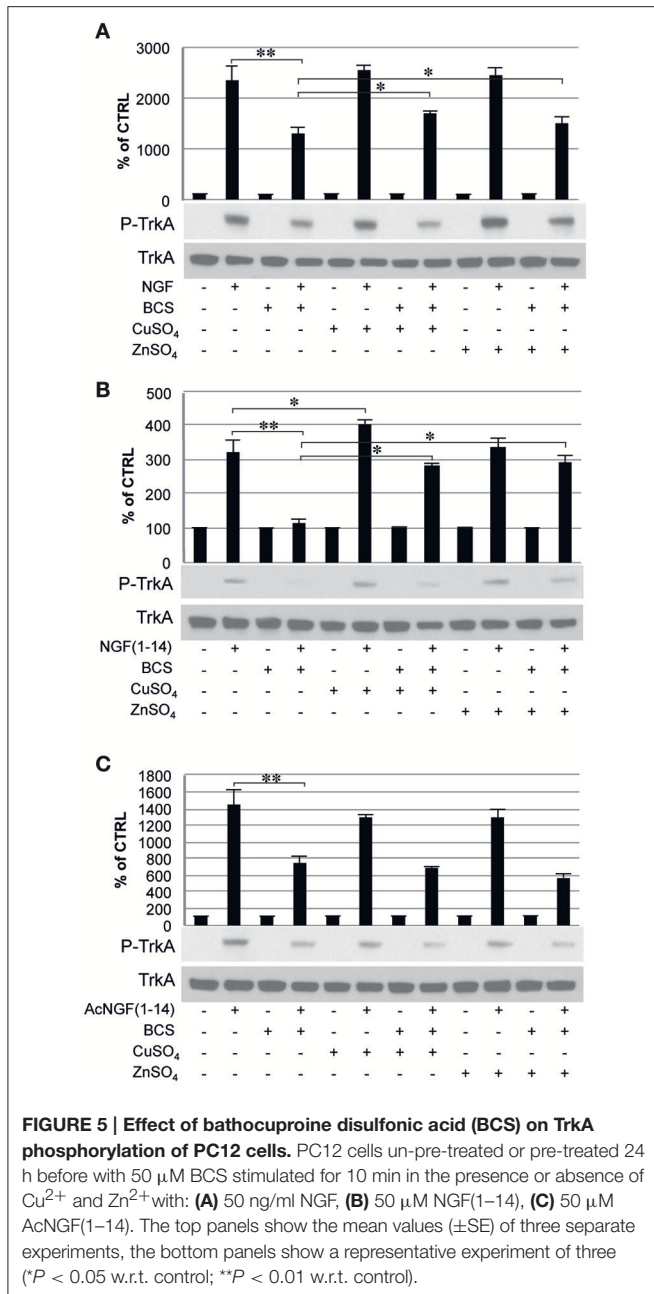 A
3000
**
*
*
2000
1000
0
% of CTRL
P-TrkA
TrkA
NGF - + - + - + - + - + - +
BCS - - + + - - + + - - + +
CuSO₄ - - - - + + + + - - - -
ZnSO₄ - - - - - - - - + + + +
B
500
*
400
**
*
*
300
200
100
0
% of CTRL
P-TrkA
TrkA
NGF(1-14) - + - + - + - + - + - +
BCS - - + + - - + + - - + +
CuSO₄ - - - - + + + + - - - -
ZnSO₄ - - - - - - - - + + + +
C
1800
**
1600
1400
1200
1000
800
600
400
200
0
% of CTRL
P-TrkA
TrkA
AcNGF(1-14) - + - + - + - + - + - +
BCS - - + + - - + + - - + +
CuSO₄ - - - - + + + + - - - -
ZnSO₄ - - - - - - - - + + + +
FIGURE 5 | Effect of bathocuproine disulfonic acid (BCS) on TrkA
phosphorylation of PC12 cells. PC12 cells un-pre-treated or pre-treated 24
h before with 50 μM BCS stimulated for 10 min in the presence or absence of
Cu²⁺ and Zn²⁺with: (A) 50 ng/ml NGF, (B) 50 μM NGF(1–14), (C) 50 μM
AcNGF(1–14). The top panels show the mean values (±SE) of three separate
experiments, the bottom panels show a representative experiment of three
(*P < 0.05 w.r.t. control; **P < 0.01 w.r.t. control).